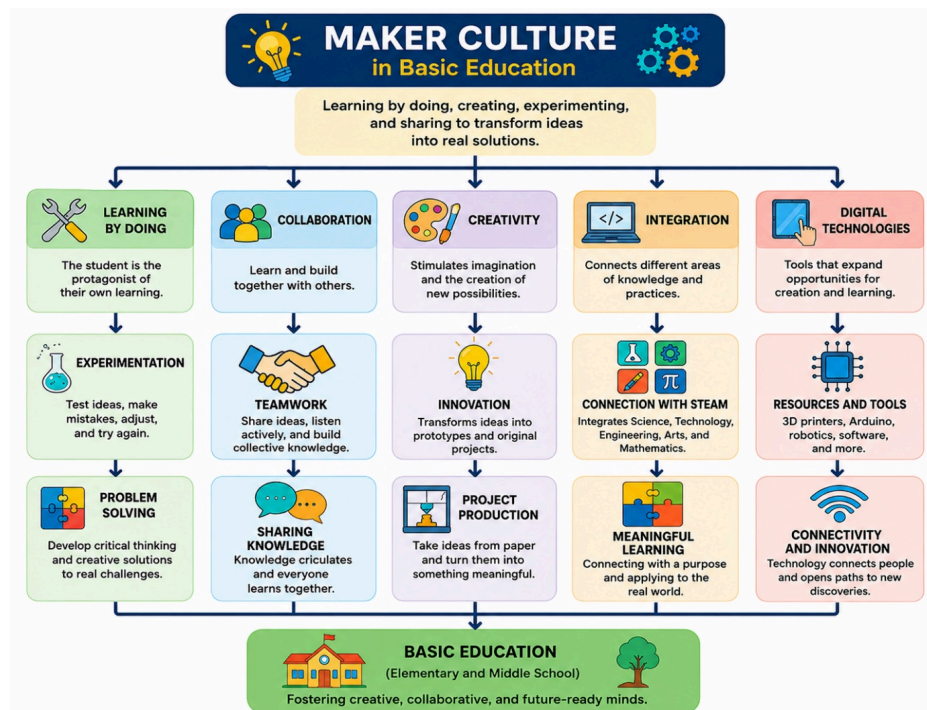 MAKER CULTURE
in Basic Education
Learning by doing, creating, experimenting,
and sharing to transform ideas
into real solutions.
LEARNING
BY DOING
The student is the
protagonist of
their own learning.
COLLABORATION
Learn and build
together with others.
CREATIVITY
Stimulates imagination
and the creation of
new possibilities.
</>
INTEGRATION
Connects different areas
of knowledge and
practices.
DIGITAL
TECHNOLOGIES
Tools that expand
opportunities for
creation and learning.
EXPERIMENTATION
Test ideas, make
mistakes, adjust,
and try again.
TEAMWORK
Share ideas, listen
actively, and build
collective knowledge.
INNOVATION
Transforms ideas into
prototypes and original
projects.
π
CONNECTION WITH STEAM
Integrates Science, Technology,
Engineering, Arts, and
Mathematics.
RESOURCES AND TOOLS
3D printers, Arduino,
robotics, software,
and more.
PROBLEM
SOLVING
Develop critical thinking
and creative solutions
to real challenges.
SHARING
KNOWLEDGE
Knowledge criculates
and everyone
learns together.
PROJECT
PRODUCTION
Take ideas from paper
and turn them into
something meaningful.
MEANINGFUL
LEARNING
Connecting with a purpose
and applying to the
real world.
CONNECTIVITY
AND INNOVATION
Technology connects people
and opens paths to new
discoveries.
BASIC EDUCATION
(Elementary and Middle School)
Fostering creative, collaborative, and future-ready minds.